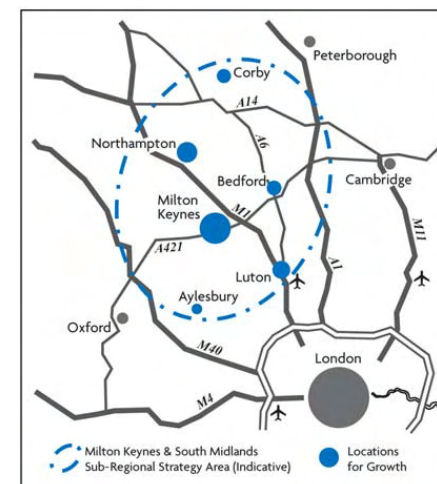 Peterborough
Corby
A14
Northampton
A6
Bedford
Cambridge
Milton
Keynes
M1
M11
A421
Luton
A1
Aylesbury
Oxford
M40
London
M4
Milton Keynes & South Midlands
Sub-Regional Strategy Area (Indicative)
Locations
for Growth